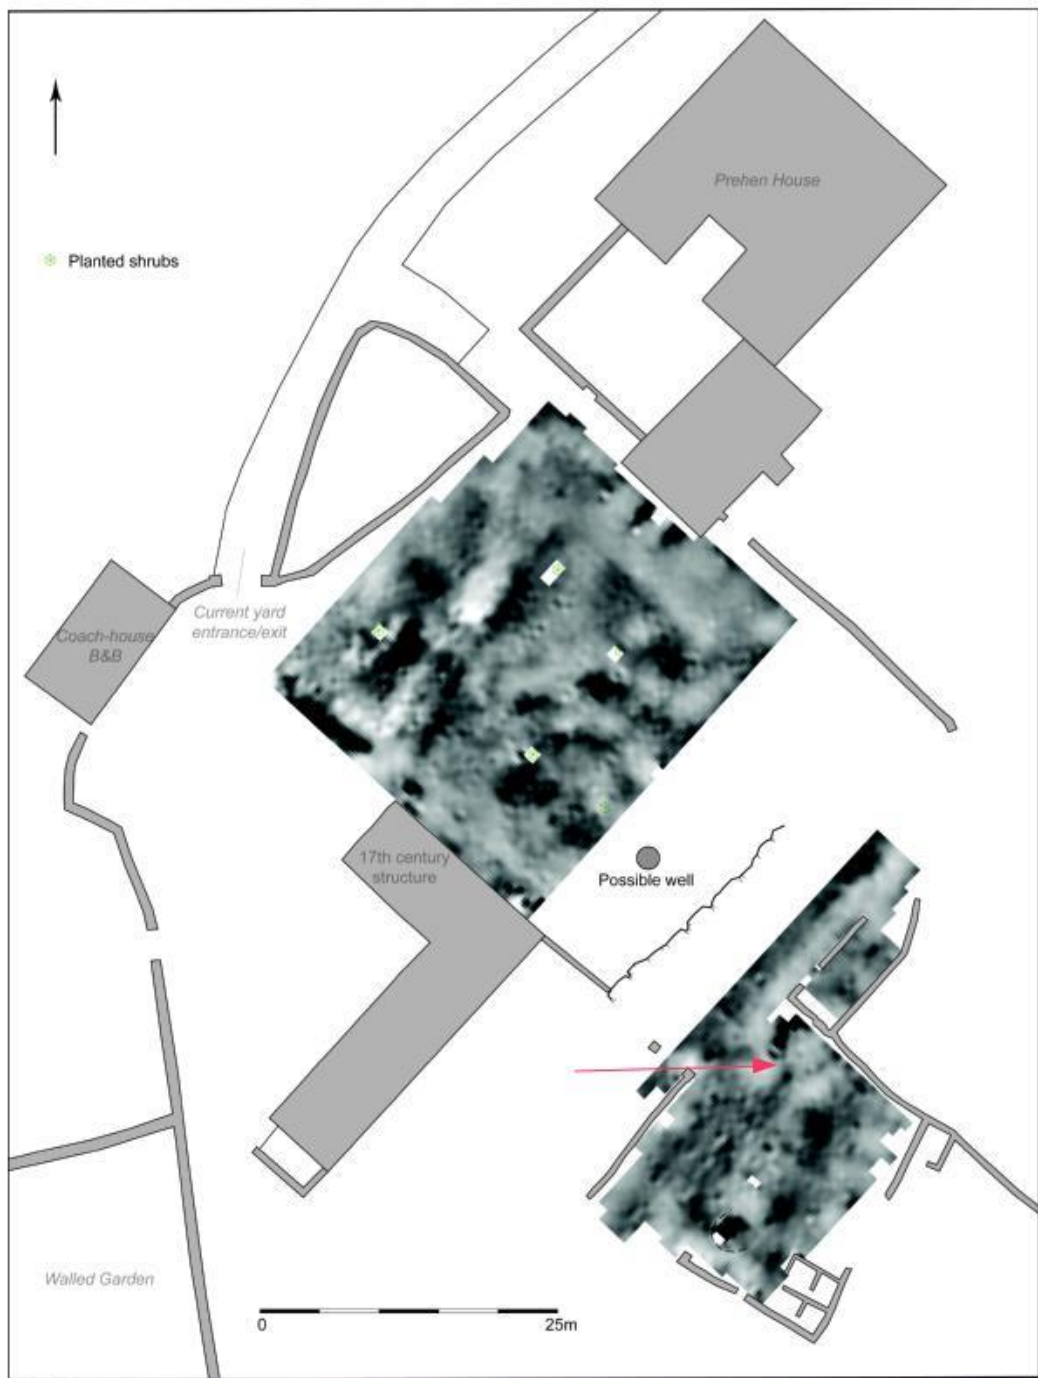 Prehen House
Planted shrubs
Current yard
entrance/exit
Coach-house
B&B
17th century
structure
Possible well
Walled Garden
0
25m